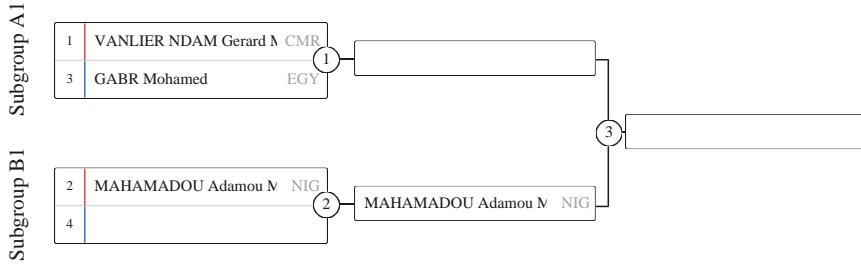 Subgroup A1
1 VANLIER NDAM Gerard M CMR
3 GABR Mohamed EGY
1
3
Subgroup B1
2 MAHAMADOU Adamou M NIG
4
2
MAHAMADOU Adamou M NIG